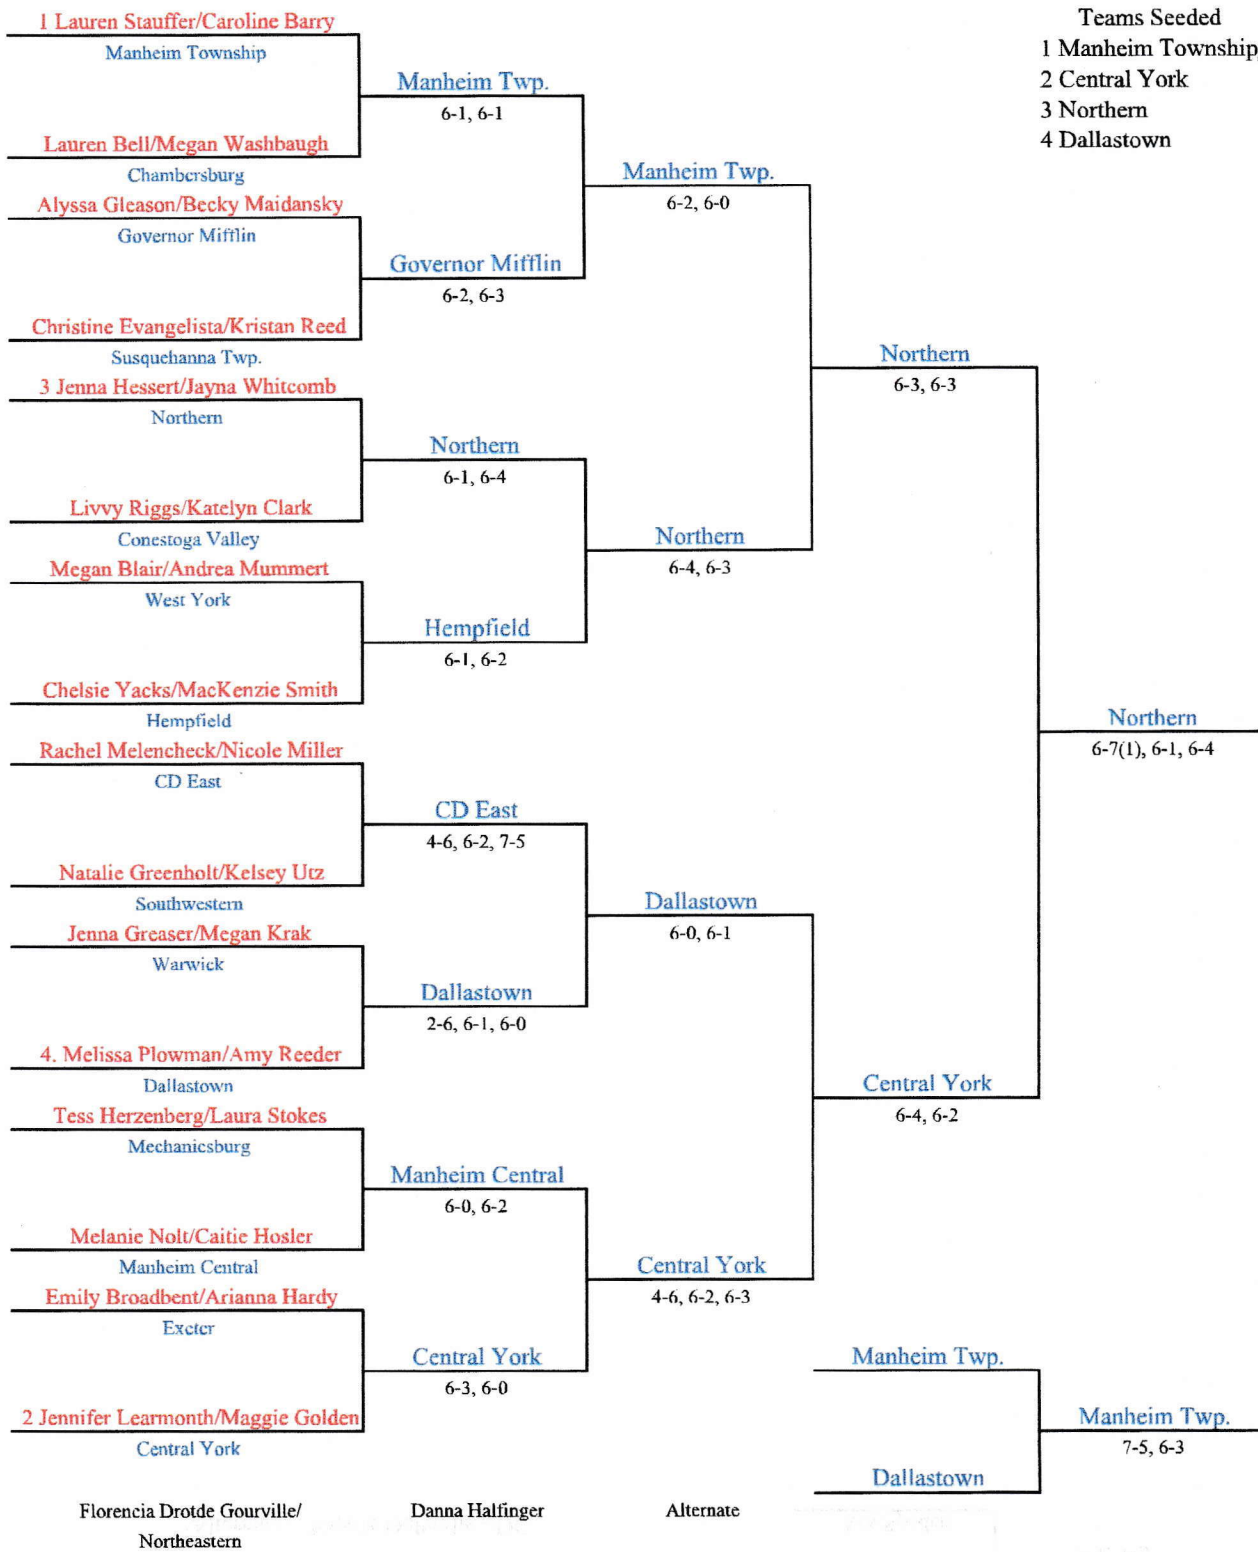 Teams Seeded
1 Manheim Township
2 Central York
3 Northern
4 Dallastown
1 Lauren Stauffer/Caroline Barry
Manheim Township
Lauren Bell/Megan Washbaugh
Chambersburg
Alyssa Gleason/Becky Maidansky
Governor Mifflin
Christine Evangelista/Kristan Reed
Susquehanna Twp.
3 Jenna Hessert/Jayna Whitcomb
Northern
Livvy Riggs/Katelyn Clark
Conestoga Valley
Megan Blair/Andrea Mummert
West York
Chelsie Yacks/MacKenzie Smith
Hempfield
Rachel Melencheck/Nicole Miller
CD East
Natalie Greenholt/Kelsey Utz
Southwestern
Jenna Greaser/Megan Krak
Warwick
4. Melissa Plowman/Amy Reeder
Dallastown
Tess Herzenberg/Laura Stokes
Mechanicsburg
Melanie Nolt/Caitie Hosler
Manheim Central
Emily Broadbent/Arianna Hardy
Exeter
2 Jennifer Learmonth/Maggie Golden
Central York
Manheim Twp.
6-1, 6-1
Governor Mifflin
6-2, 6-3
Northern
6-1, 6-4
Hempfield
6-1, 6-2
CD East
4-6, 6-2, 7-5
Dallastown
2-6, 6-1, 6-0
Manheim Central
6-0, 6-2
Central York
6-3, 6-0
Manheim Twp.
6-2, 6-0
Northern
6-4, 6-3
Dallastown
6-0, 6-1
Central York
4-6, 6-2, 6-3
Northern
6-3, 6-3
Central York
6-4, 6-2
Northern
6-7(1), 6-1, 6-4
Manheim Twp.
Dallastown
Manheim Twp.
7-5, 6-3
Florencia Drotde Gourville/
Northeastern
Danna Halfinger
Alternate